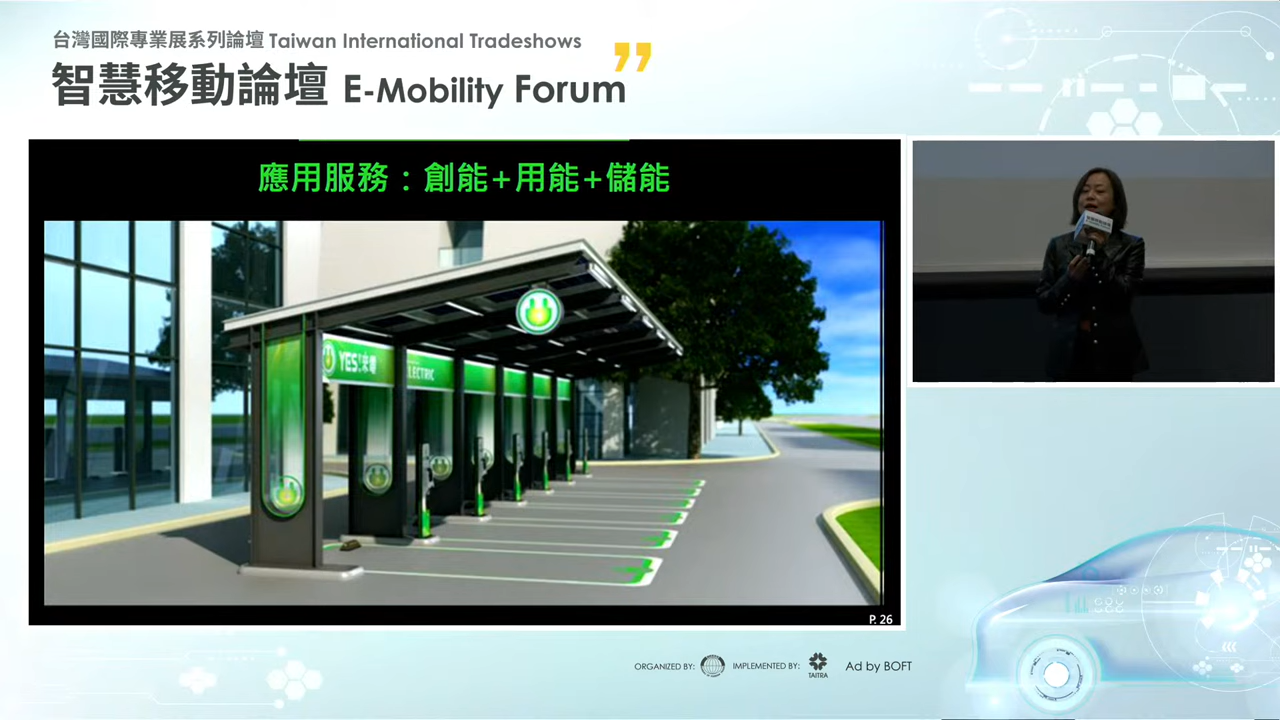 台灣國際專業展系列論壇 Taiwan International Tradeshows
智慧移動論壇 E-Mobility Forum
應用服務：創能+用能+儲能
YES!來電
ELECTRIC
P. 26
ORGANIZED BY:
IMPLEMENTED BY:
TAITRA
Ad by BOFT